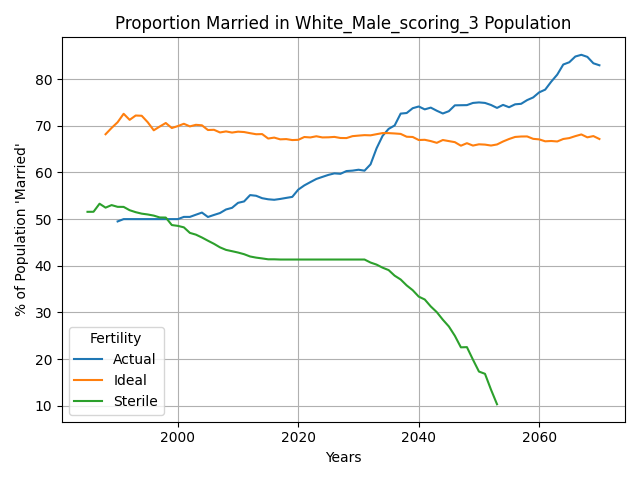 Proportion Married in White_Male_scoring_3 Population
% of Population 'Married'
80
70
60
50
40
30
20
10
Fertility
Actual
Ideal
Sterile
2000 2020 2040 2060
Years